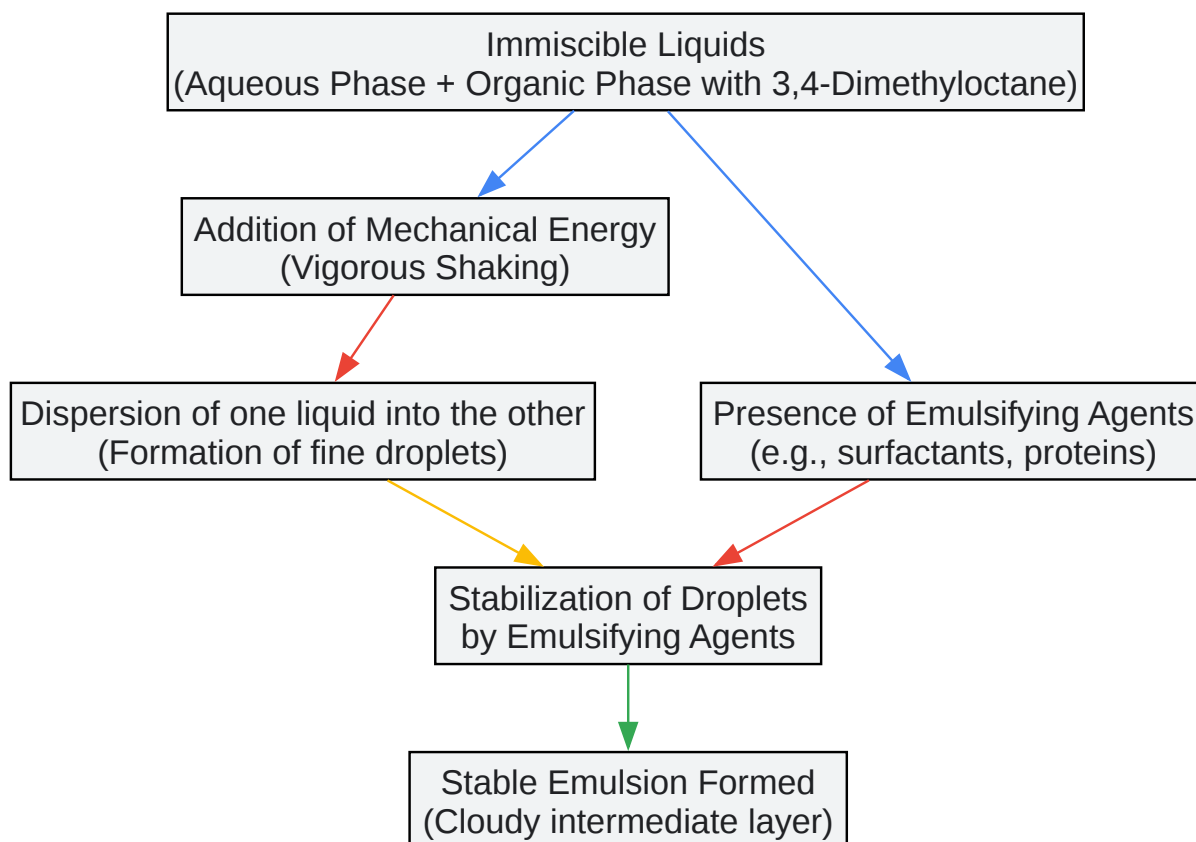 Immiscible Liquids
(Aqueous Phase + Organic Phase with 3,4-Dimethyloctane)
Addition of Mechanical Energy
(Vigorous Shaking)
Dispersion of one liquid into the other
(Formation of fine droplets)
Presence of Emulsifying Agents
(e.g., surfactants, proteins)
Stabilization of Droplets
by Emulsifying Agents
Stable Emulsion Formed
(Cloudy intermediate layer)